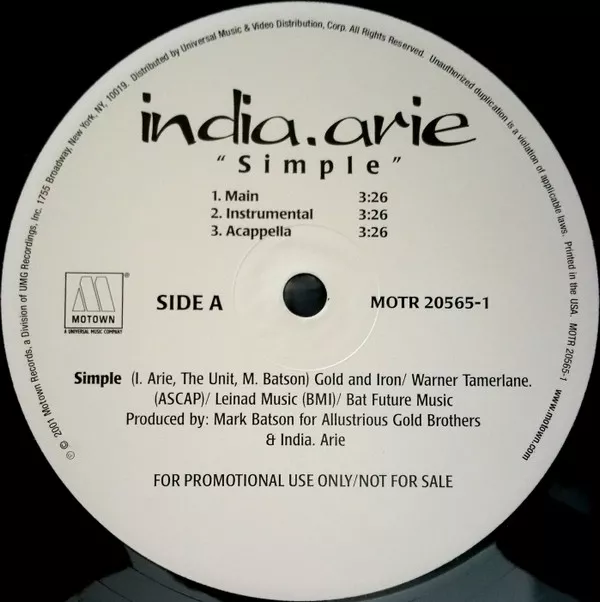 india.arie
"Simple"
1. Main 3:26
2. Instrumental 3:26
3. Acappella 3:26
M ®
MOTOWN
A UNIVERSAL MUSIC COMPANY
SIDE A
MOTR 20565-1
Simple (I. Arie, The Unit, M. Batson) Gold and Iron/ Warner Tamerlane.
(ASCAP)/ Leinad Music (BMI)/ Bat Future Music
Produced by: Mark Batson for Allustrious Gold Brothers
& India. Arie
FOR PROMOTIONAL USE ONLY/NOT FOR SALE
℗ © 2001 Motown Records, a Division of UMG Recordings, Inc. 1755 Broadway, New York, NY, 10019. Distributed by Universal Music & Video Distribution, Corp. All Rights Reserved. Unauthorized duplication is a violation of applicable laws. Printed in the USA. MOTR 20565-1 www.motown.com